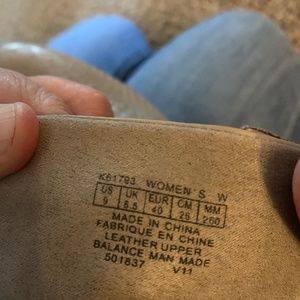 K61793 WOMEN'S W
US UK EUR CM MM
9 6.5 40 26 260
MADE IN CHINA
FABRIQUE EN CHINE
LEATHER UPPER
BALANCE MAN MADE
501837 V11